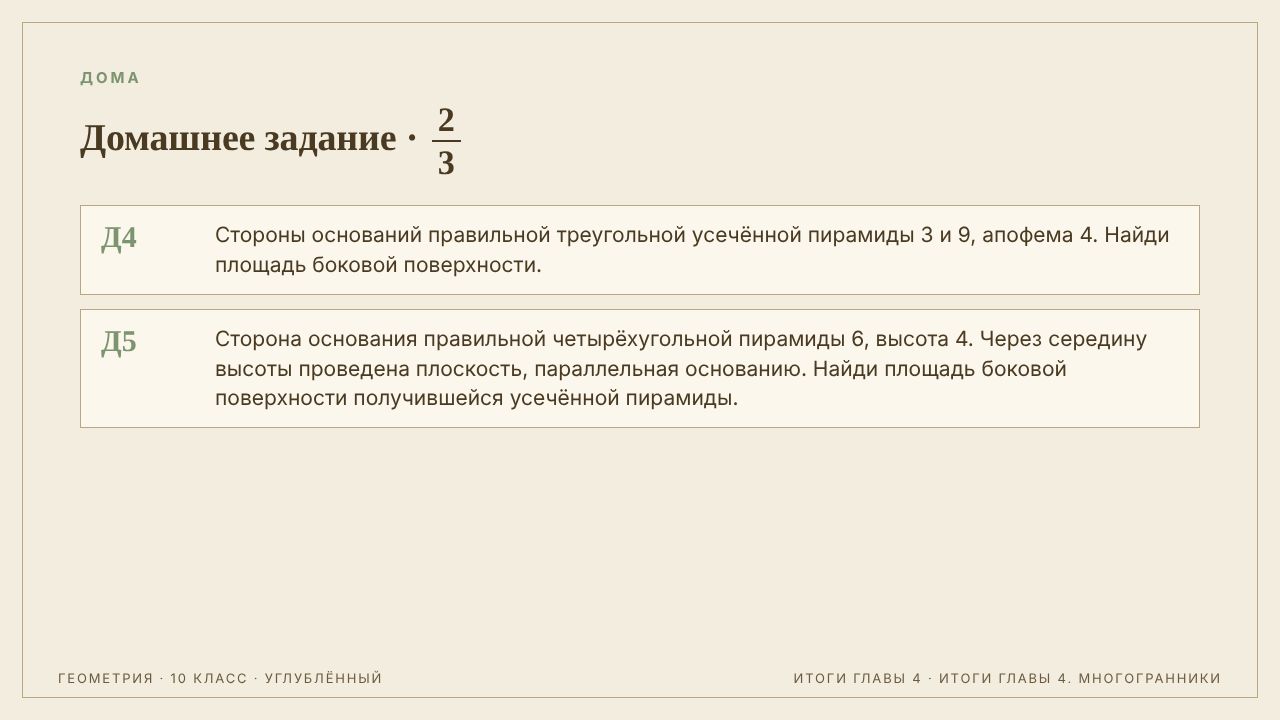 ДОМА
Домашнее задание · 2/3
Д4
Стороны оснований правильной треугольной усечённой пирамиды 3 и 9, апофема 4. Найди
площадь боковой поверхности.
Д5
Сторона основания правильной четырёхугольной пирамиды 6, высота 4. Через середину
высоты проведена плоскость, параллельная основанию. Найди площадь боковой
поверхности получившейся усечённой пирамиды.
ГЕОМЕТРИЯ · 10 КЛАСС · УГЛУБЛЁННЫЙ
ИТОГИ ГЛАВЫ 4 · ИТОГИ ГЛАВЫ 4. МНОГОГРАННИКИ